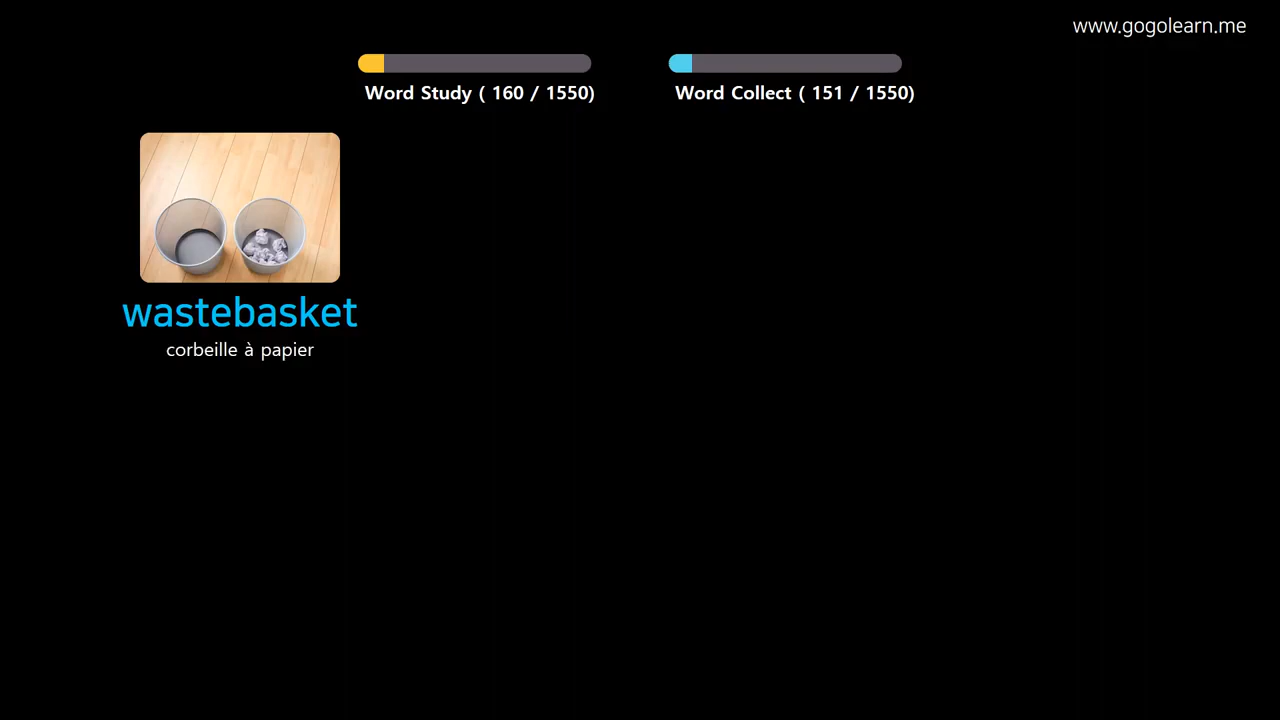 www.gogolearn.me
Word Study ( 160 / 1550)
Word Collect ( 151 / 1550)
wastebasket
corbeille à papier